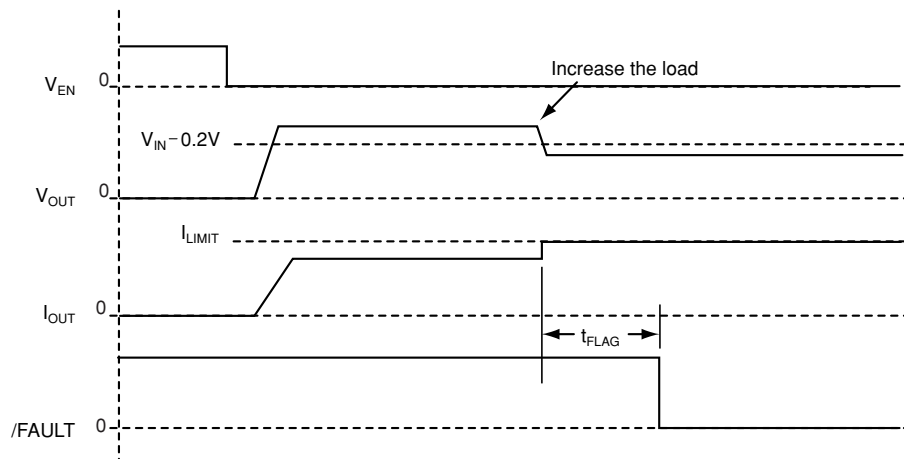 Increase the load
V_EN 0
V_IN−0.2V
V_OUT 0
I_LIMIT
I_OUT 0
t_FLAG
/FAULT 0